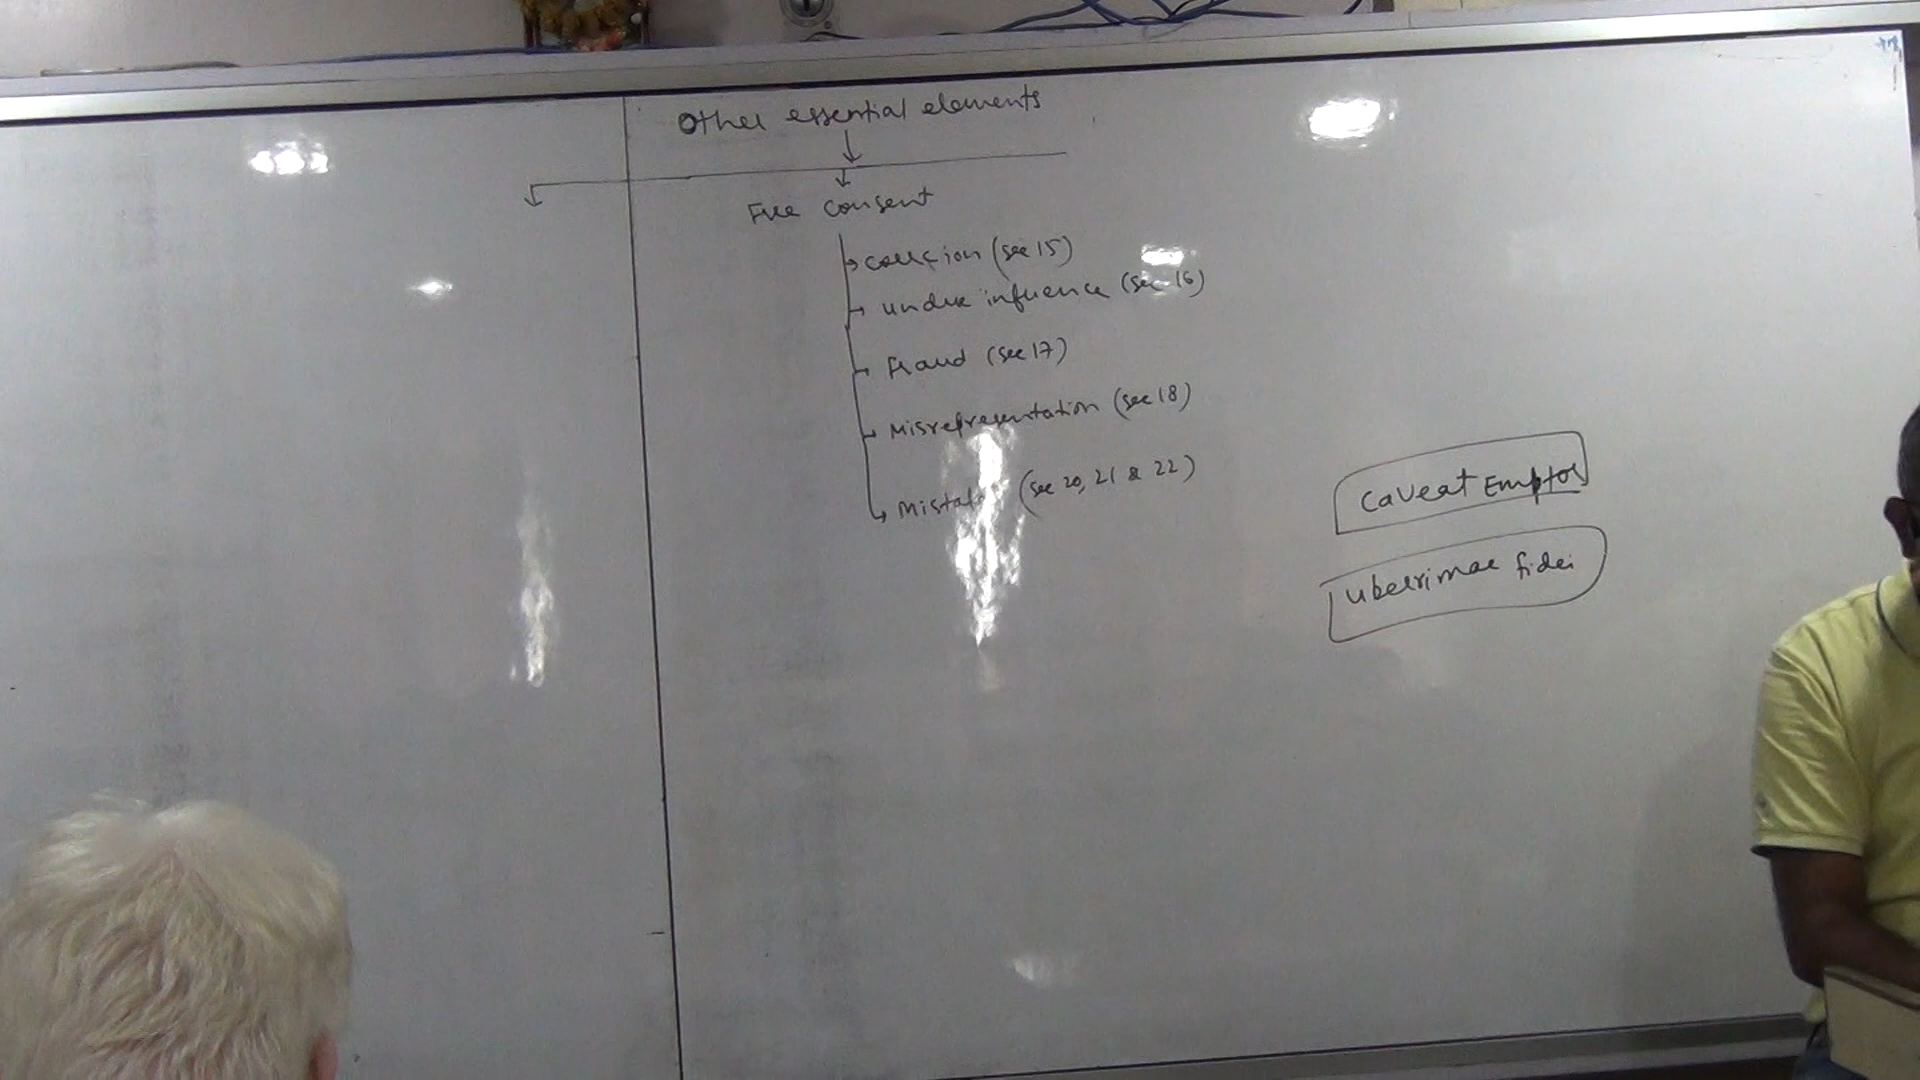 Other essential elements
Free consent
coercion (sec 15)
undue influence (sec 16)
Fraud (sec 17)
Misrepresentation (sec 18)
Mistake (sec 20, 21 & 22)
Caveat Emptor
uberrimae fidei